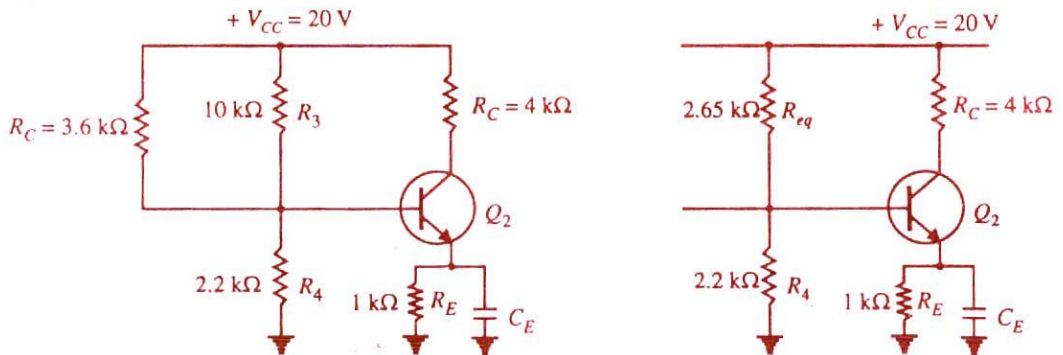 + V_CC = 20 V
R_C = 3.6 kΩ
10 kΩ
R_3
R_C = 4 kΩ
Q_2
2.2 kΩ
R_4
1 kΩ
R_E
C_E
+ V_CC = 20 V
2.65 kΩ
R_eq
R_C = 4 kΩ
Q_2
2.2 kΩ
R_4
1 kΩ
R_E
C_E